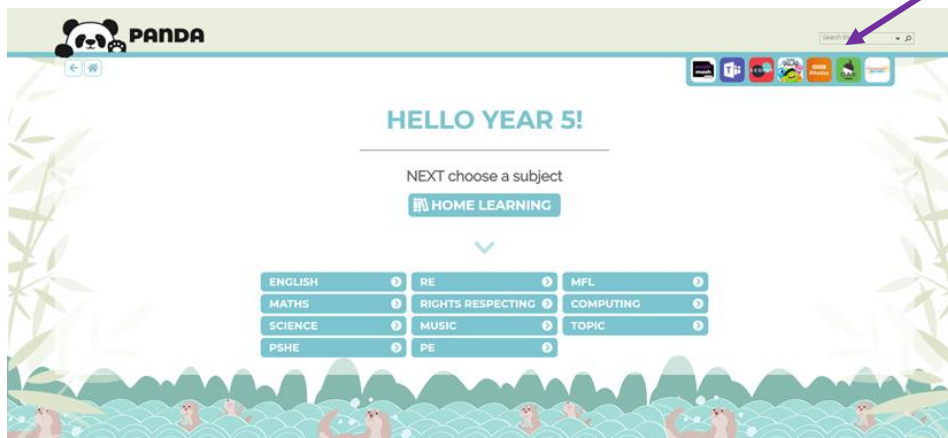 PANDA
Search
HELLO YEAR 5!
NEXT choose a subject
HOME LEARNING
ENGLISH
RE
MFL
MATHS
RIGHTS RESPECTING
COMPUTING
SCIENCE
MUSIC
TOPIC
PSHE
PE